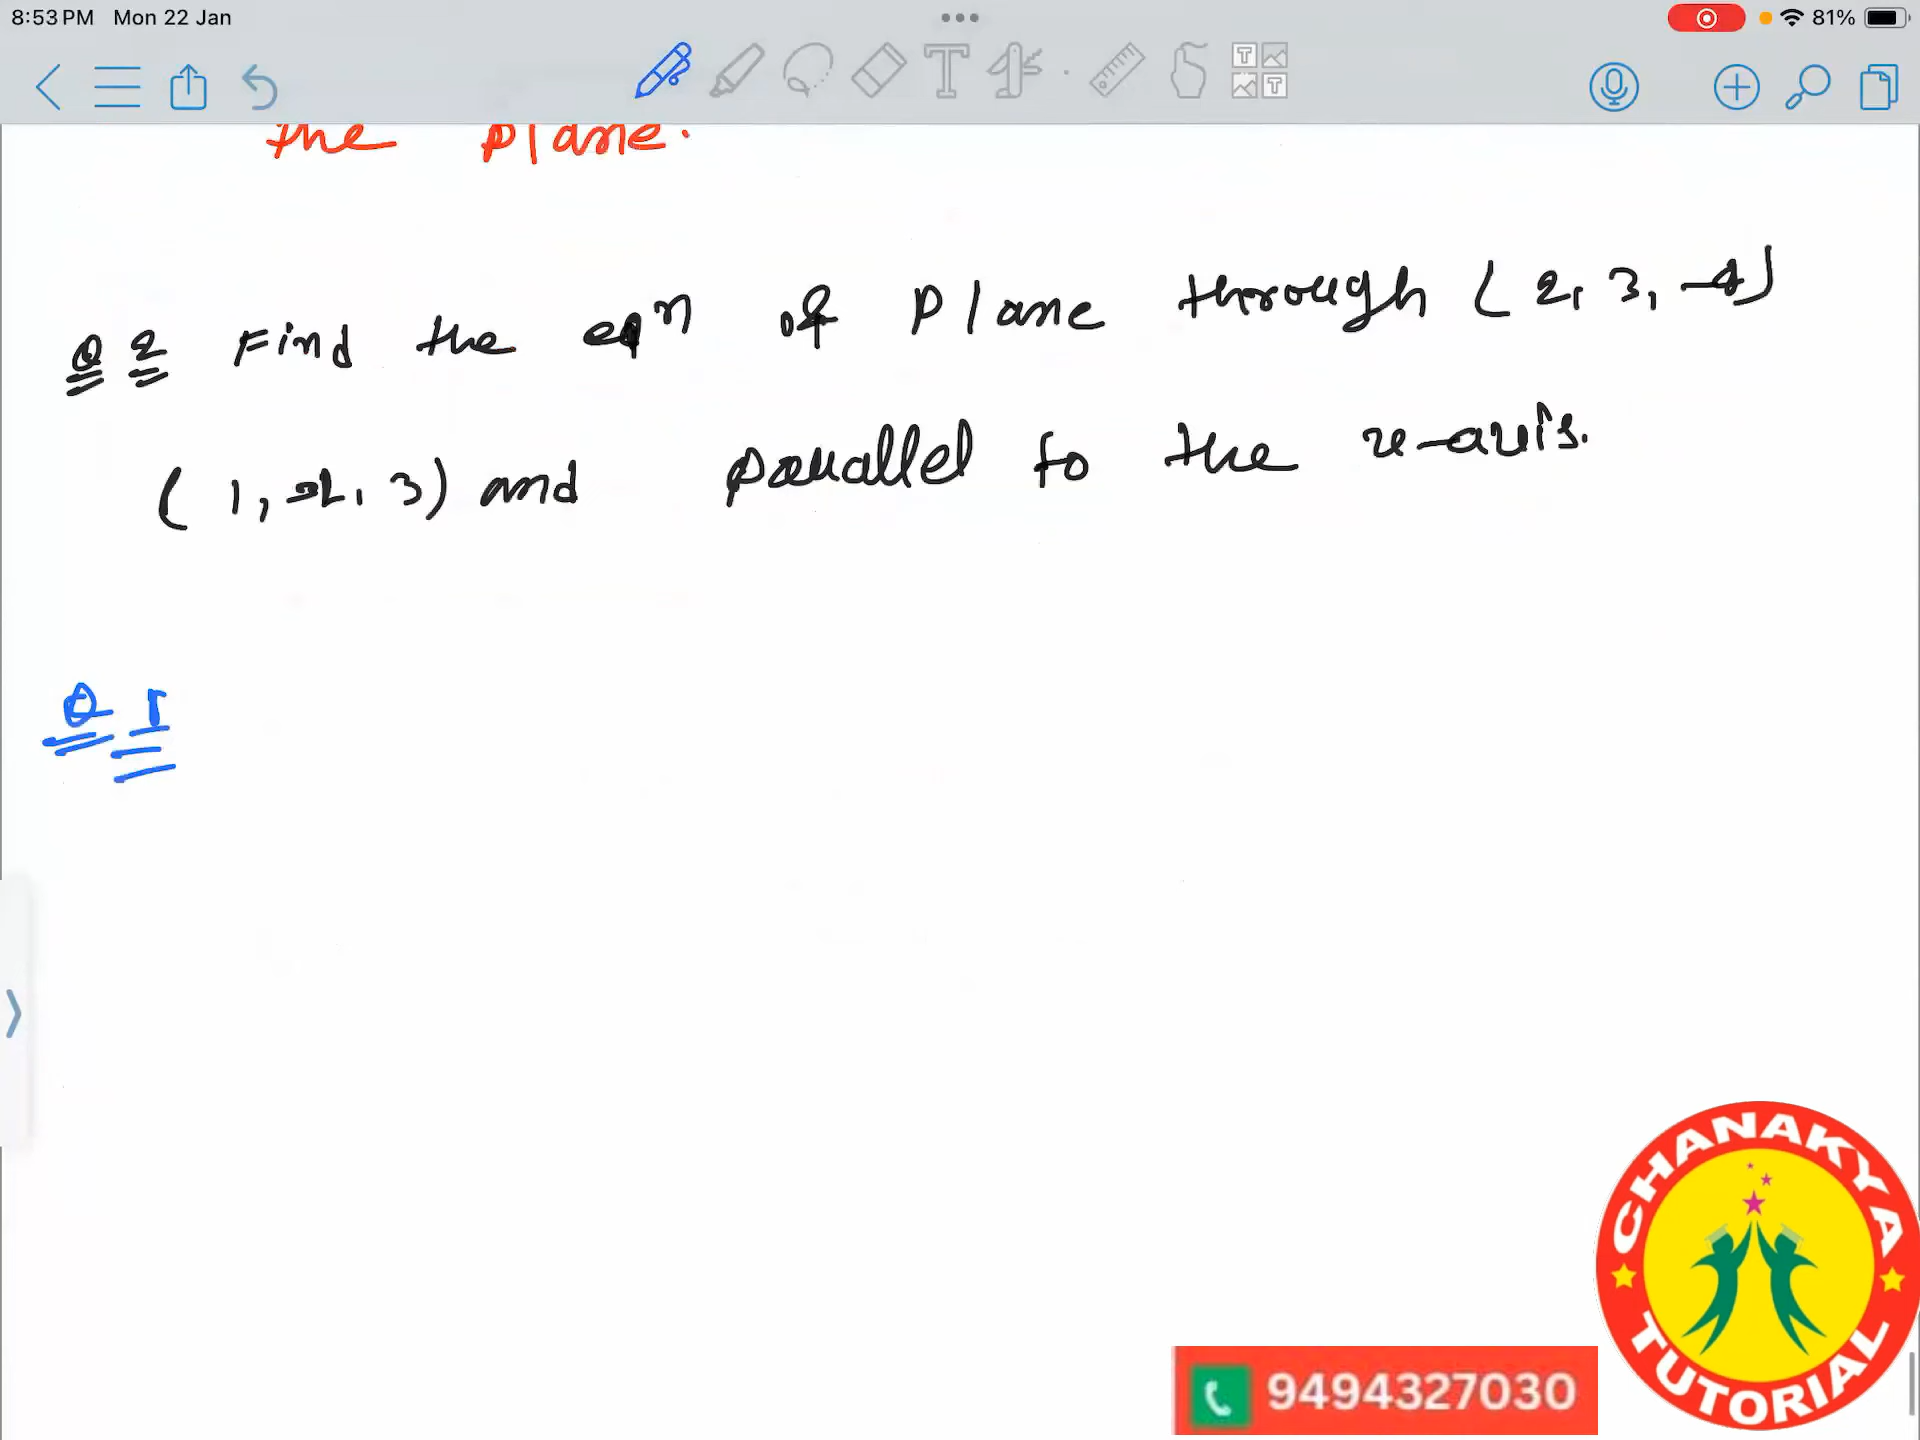 8:53 PM Mon 22 Jan
81%
the plane.
Q 2 Find the eqn of plane through (2, 3, -4)
(1, -2, 3) and parallel to the x-axis.
Q 1
CHANAKYA
TUTORIAL
9494327030